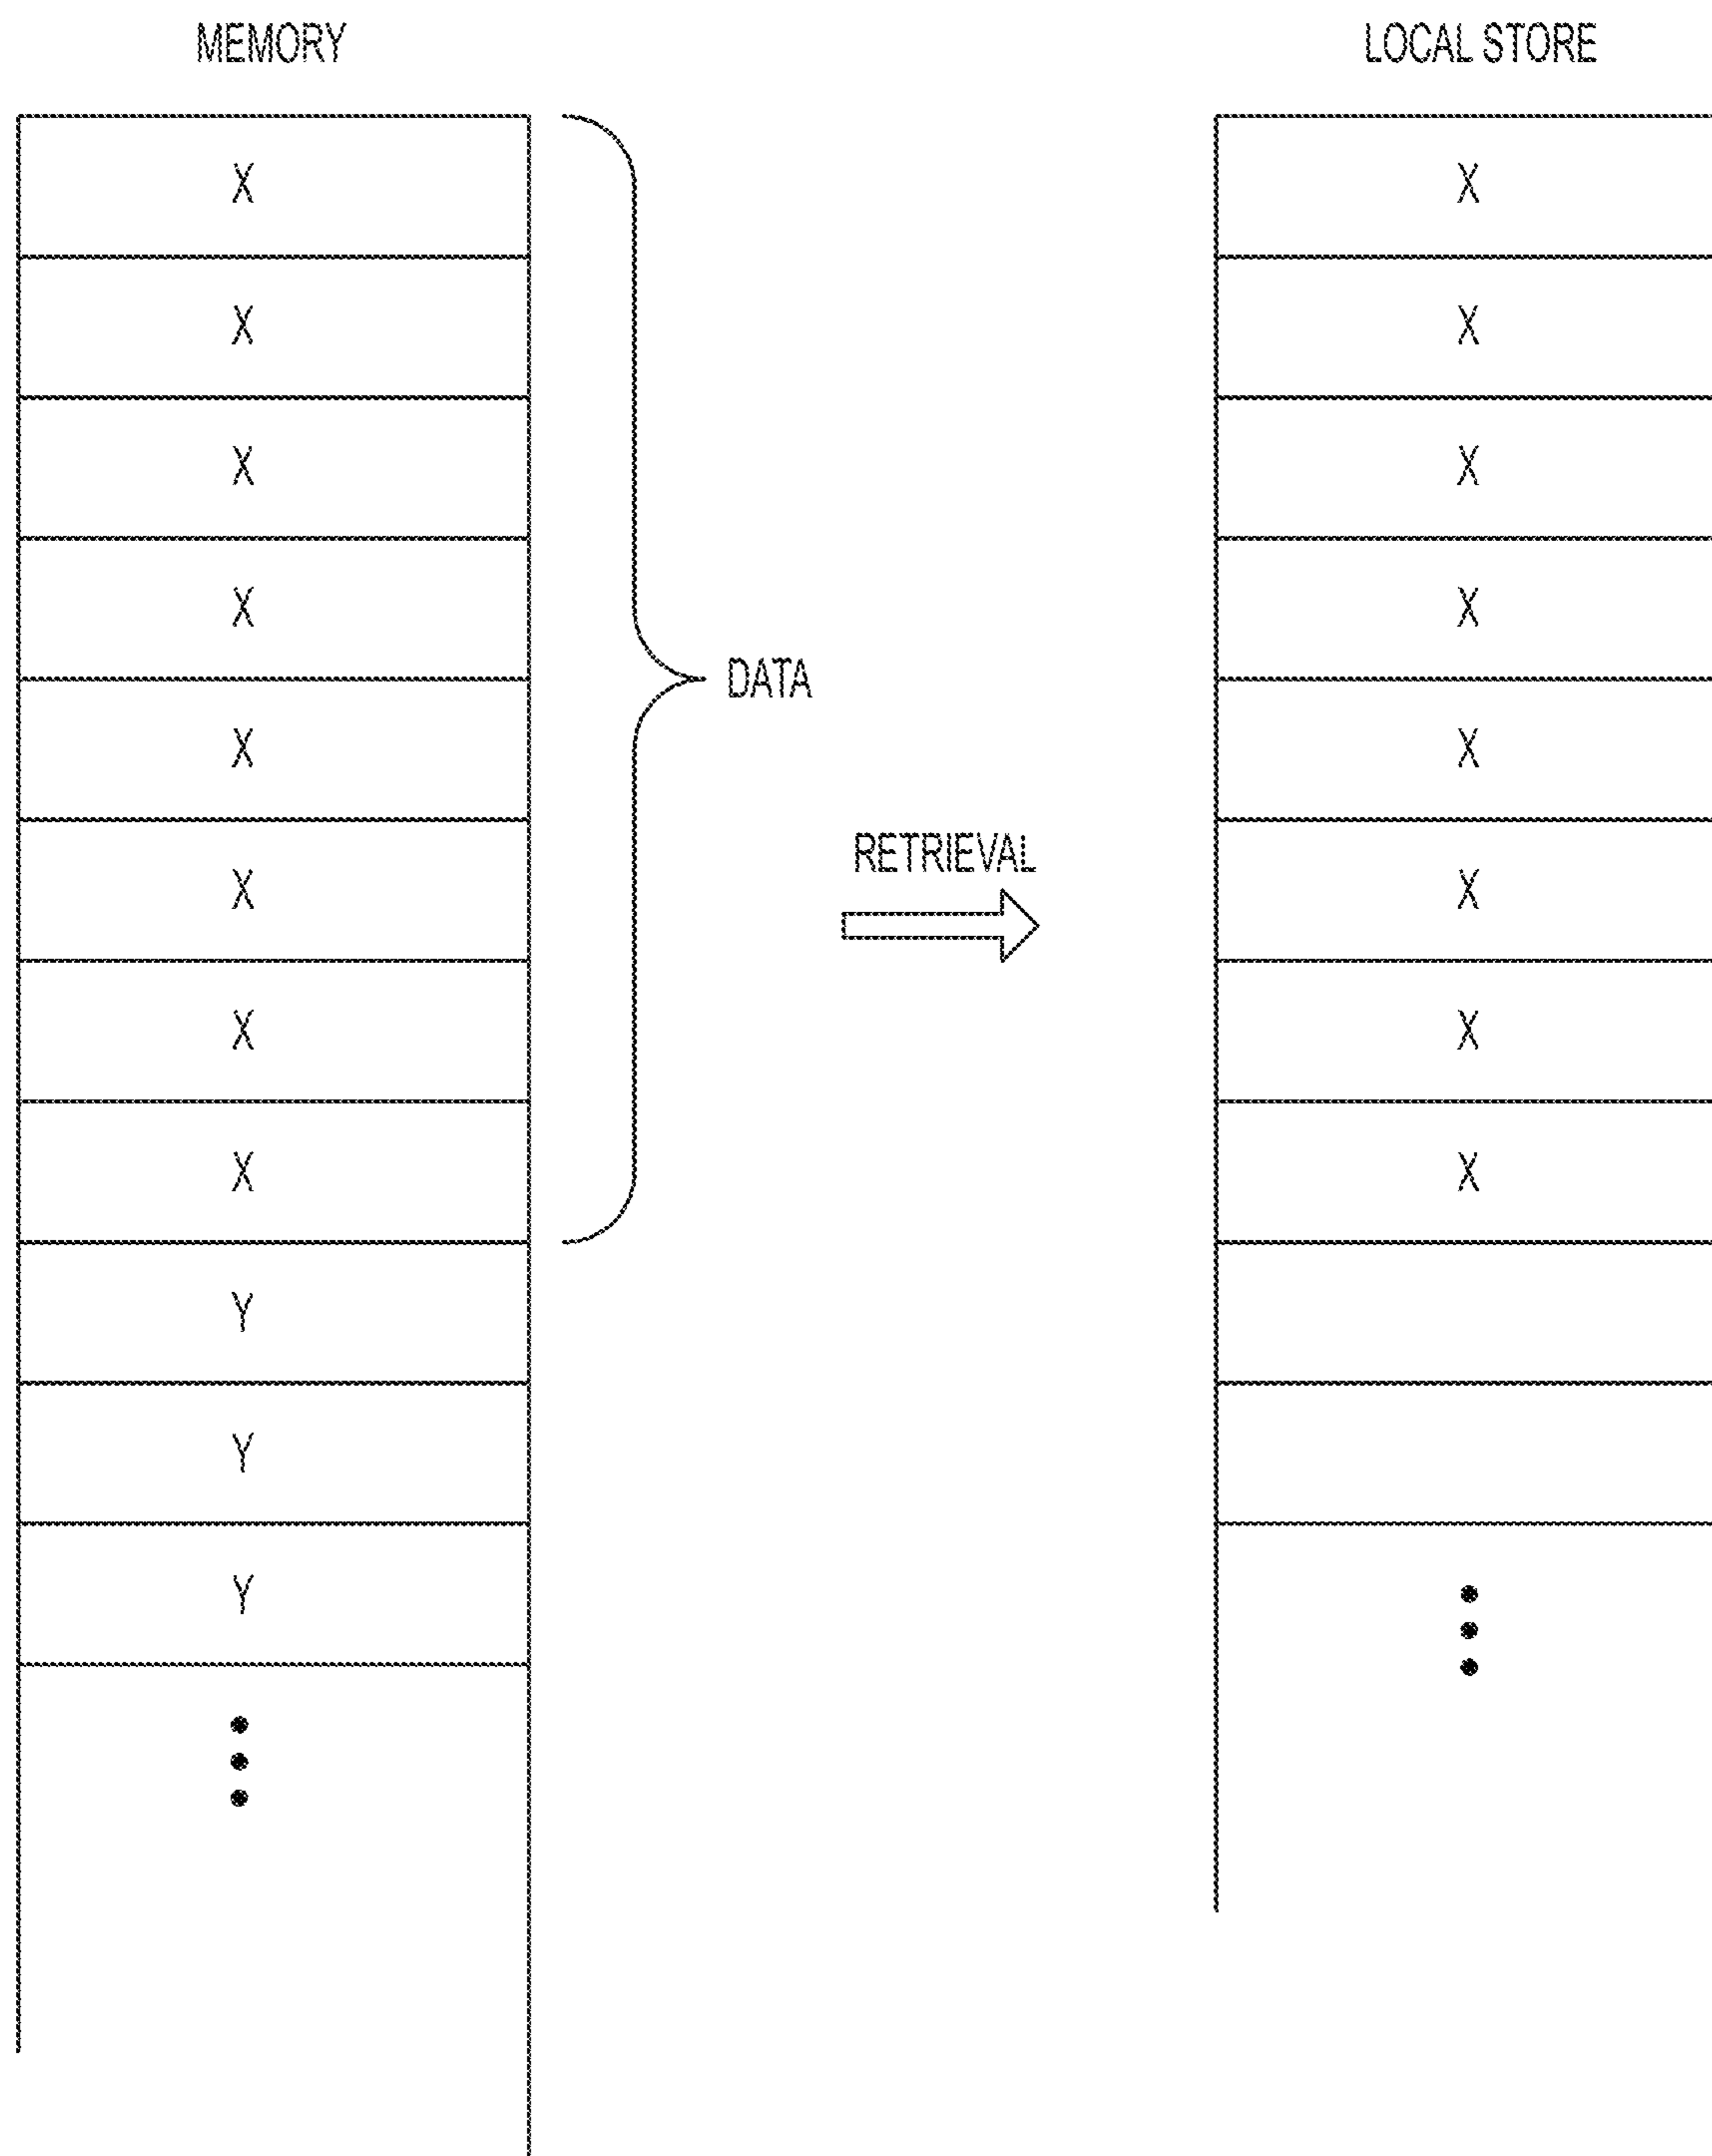 MEMORY LOCAL STORE
X X
X X
X X
X X
DATA
X X
RETRIEVAL
X X
X X
X X
Y
Y
Y